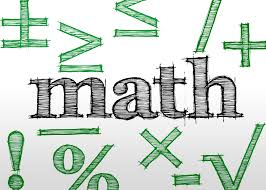 ± ≥ ≤ / +
math
! % × - √